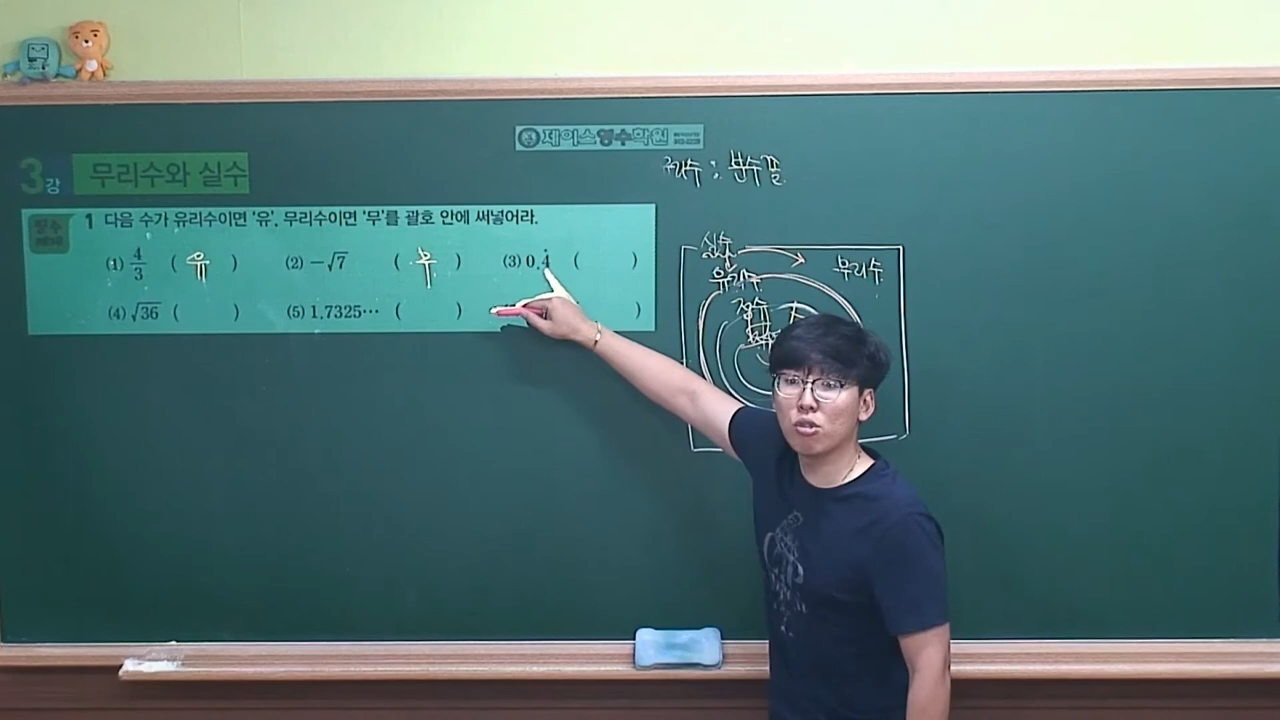 제이스영수학원
3강 무리수와 실수
유리수 : 분수꼴
1 다음 수가 유리수이면 '유', 무리수이면 '무'를 괄호 안에 써넣어라.
(1) 4/3 ( 유 ) (2) −√7 ( 무 ) (3) 0.4̇ ( )
(4) √36 ( ) (5) 1.7325⋯ ( ) )
실수
무리수
유리수
정수